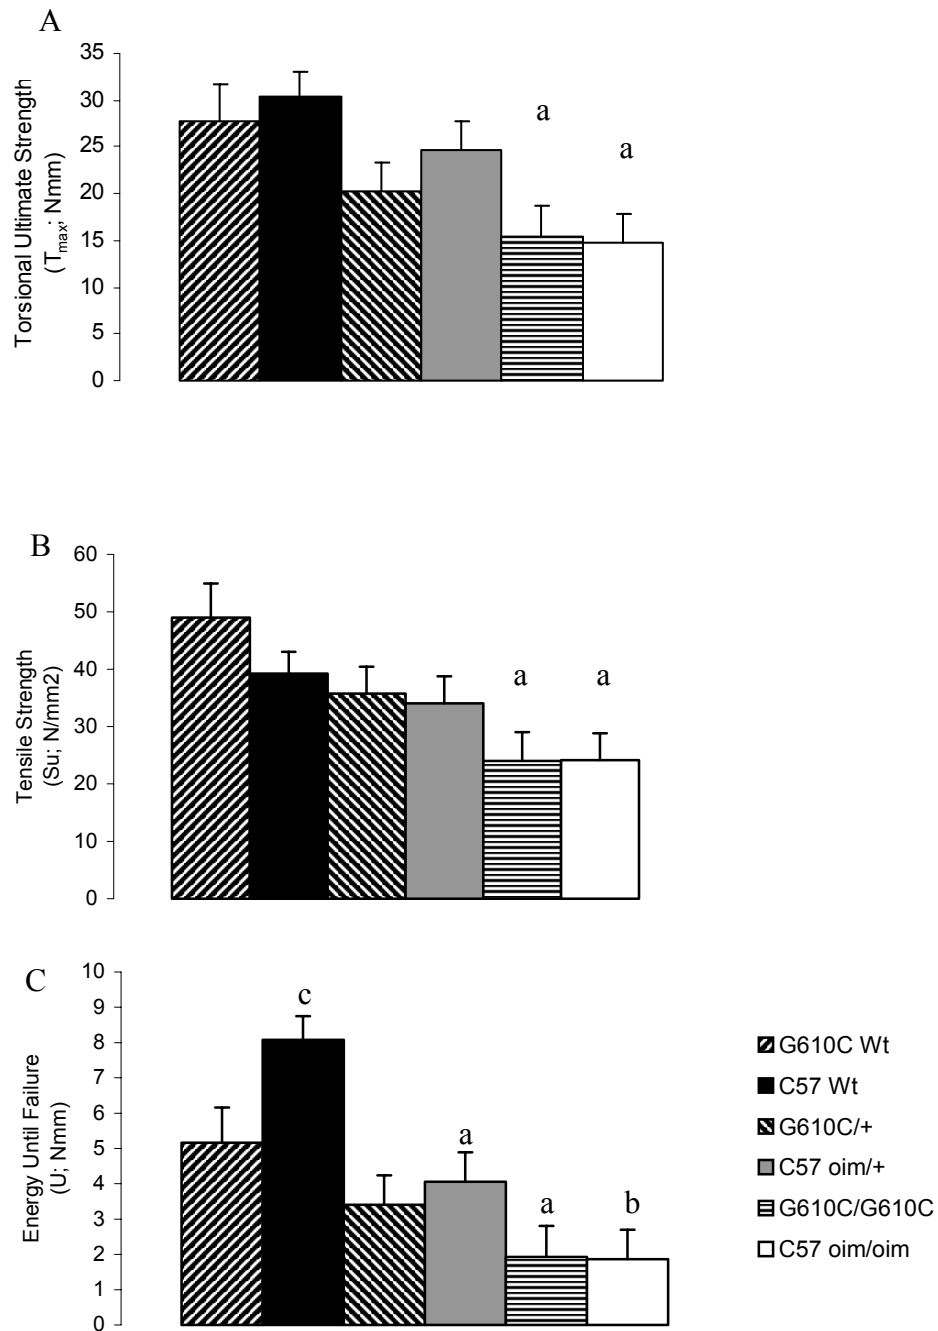 A
Torsional Ultimate Strength
(Tmax; Nmm)
35
30
25
20
15
10
5
0
a
a
B
Tensile Strength
(Su; N/mm2)
60
50
40
30
20
10
0
a
a
C
Energy Until Failure
(U; Nmm)
10
9
8
7
6
5
4
3
2
1
0
c
a
a
b
G610C Wt
C57 Wt
G610C/+
C57 oim/+
G610C/G610C
C57 oim/oim